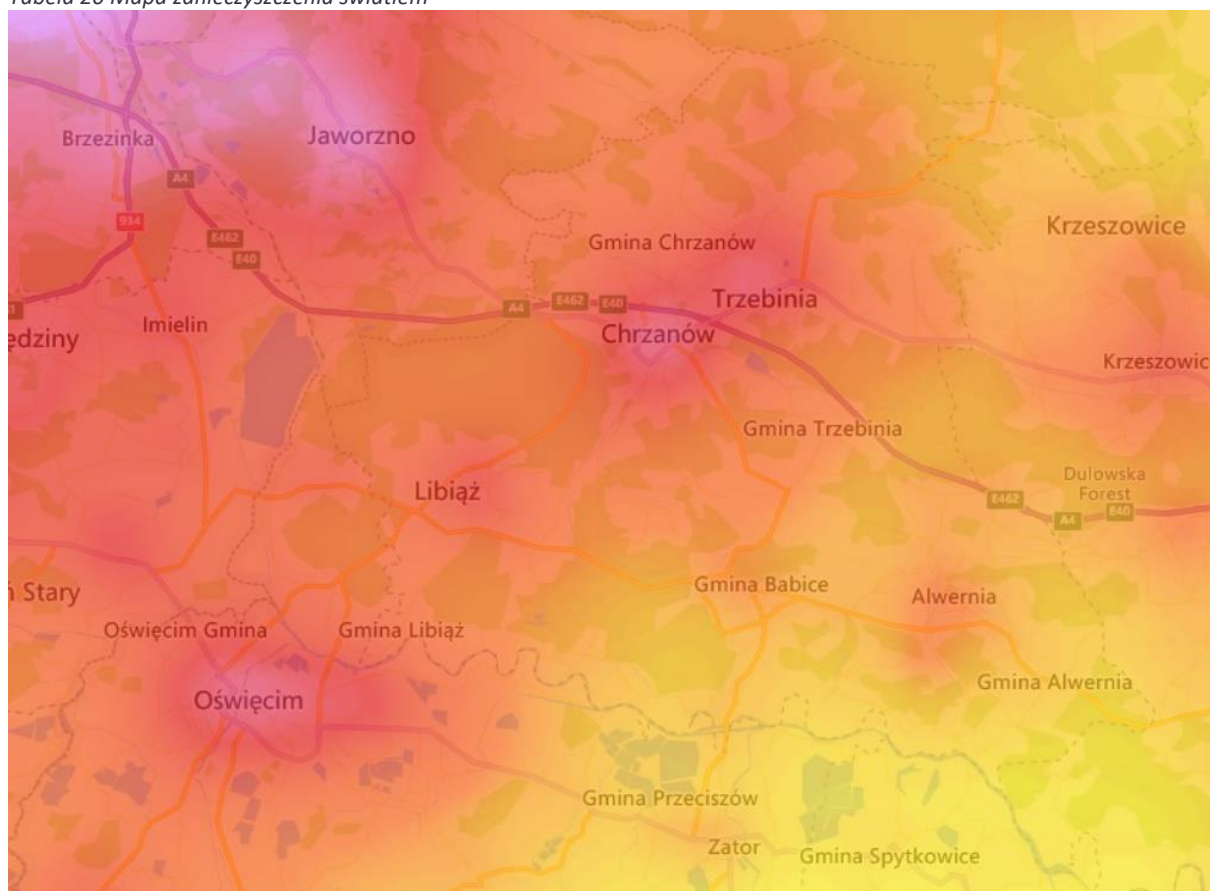 Brzezinka
Jaworzno
A4
934
E462
E40
Gmina Chrzanów
Krzeszowice
Imielin
ędziny
A4
E462
E40
Trzebinia
Chrzanów
Krzeszowic
Gmina Trzebinia
Libiąż
Dulowska
Forest
E462
A4
E40
ń Stary
Gmina Babice
Alwernia
Oświęcim Gmina
Gmina Libiąż
Oświęcim
Gmina Alwernia
Gmina Przeciszów
Zator
Gmina Spytkowice